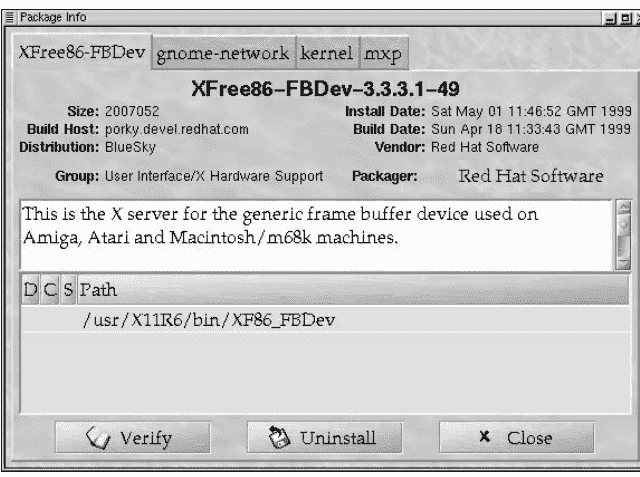 Package Info
XFree86-FBDev gnome-network kernel mxp
XFree86-FBDev-3.3.3.1-49
Size: 2007052 Install Date: Sat May 01 11:46:52 GMT 1999
Build Host: porky.devel.redhat.com Build Date: Sun Apr 18 11:33:43 GMT 1999
Distribution: BlueSky Vendor: Red Hat Software
Group: User Interface/X Hardware Support Packager: Red Hat Software
This is the X server for the generic frame buffer device used on
Amiga, Atari and Macintosh/m68k machines.
D C S Path
/usr/X11R6/bin/XF86_FBDev
Verify Uninstall Close